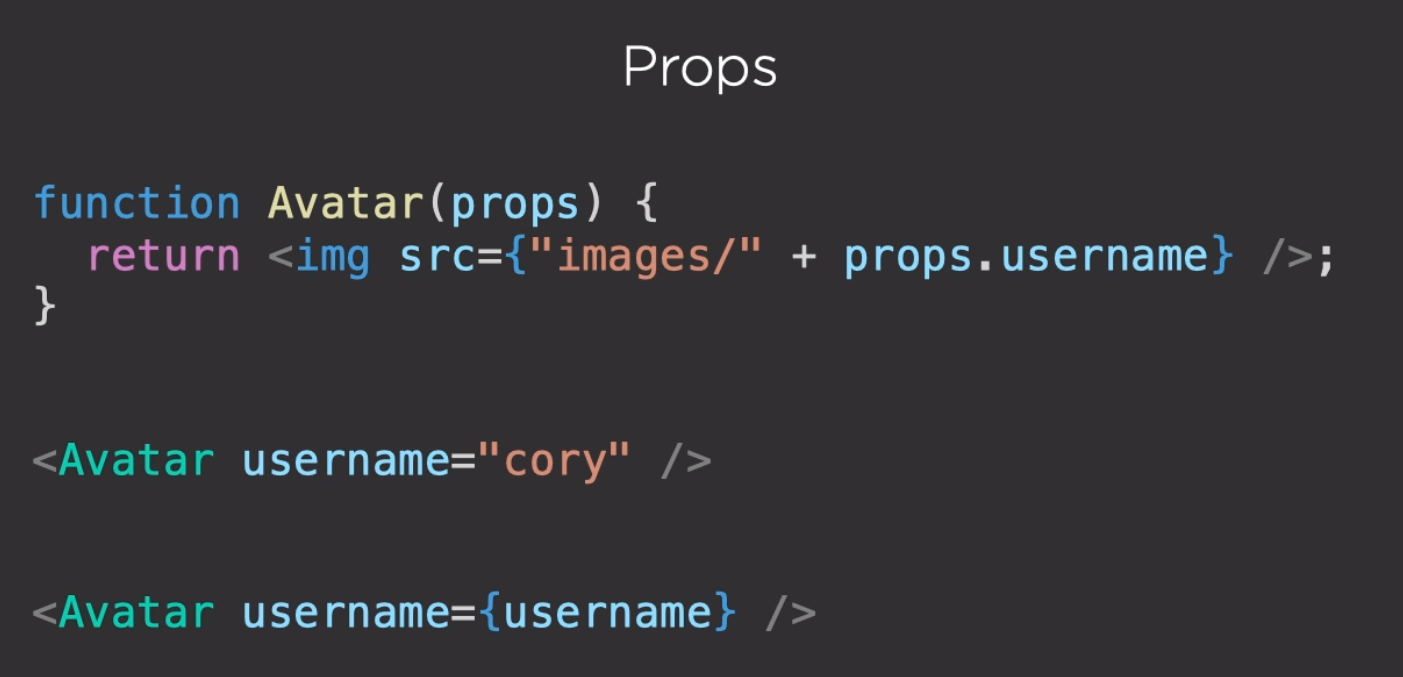 Props
function Avatar(props) {
  return <img src={"images/" + props.username} />;
}
<Avatar username="cory" />
<Avatar username={username} />